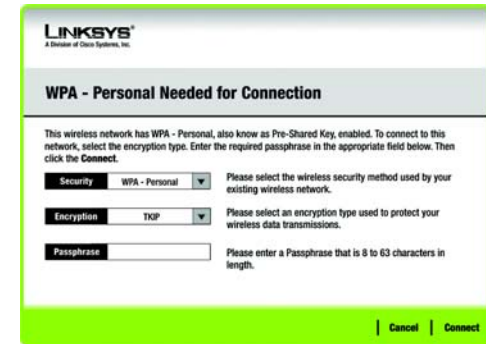 LINKSYS®
A Division of Cisco Systems, Inc.
WPA - Personal Needed for Connection
This wireless network has WPA - Personal, also know as Pre-Shared Key, enabled. To connect to this
network, select the encryption type. Enter the required passphrase in the appropriate field below. Then
click the Connect.
Security WPA - Personal Please select the wireless security method used by your
existing wireless network.
Encryption TKIP Please select an encryption type used to protect your
wireless data transmissions.
Passphrase Please enter a Passphrase that is 8 to 63 characters in
length.
Cancel Connect